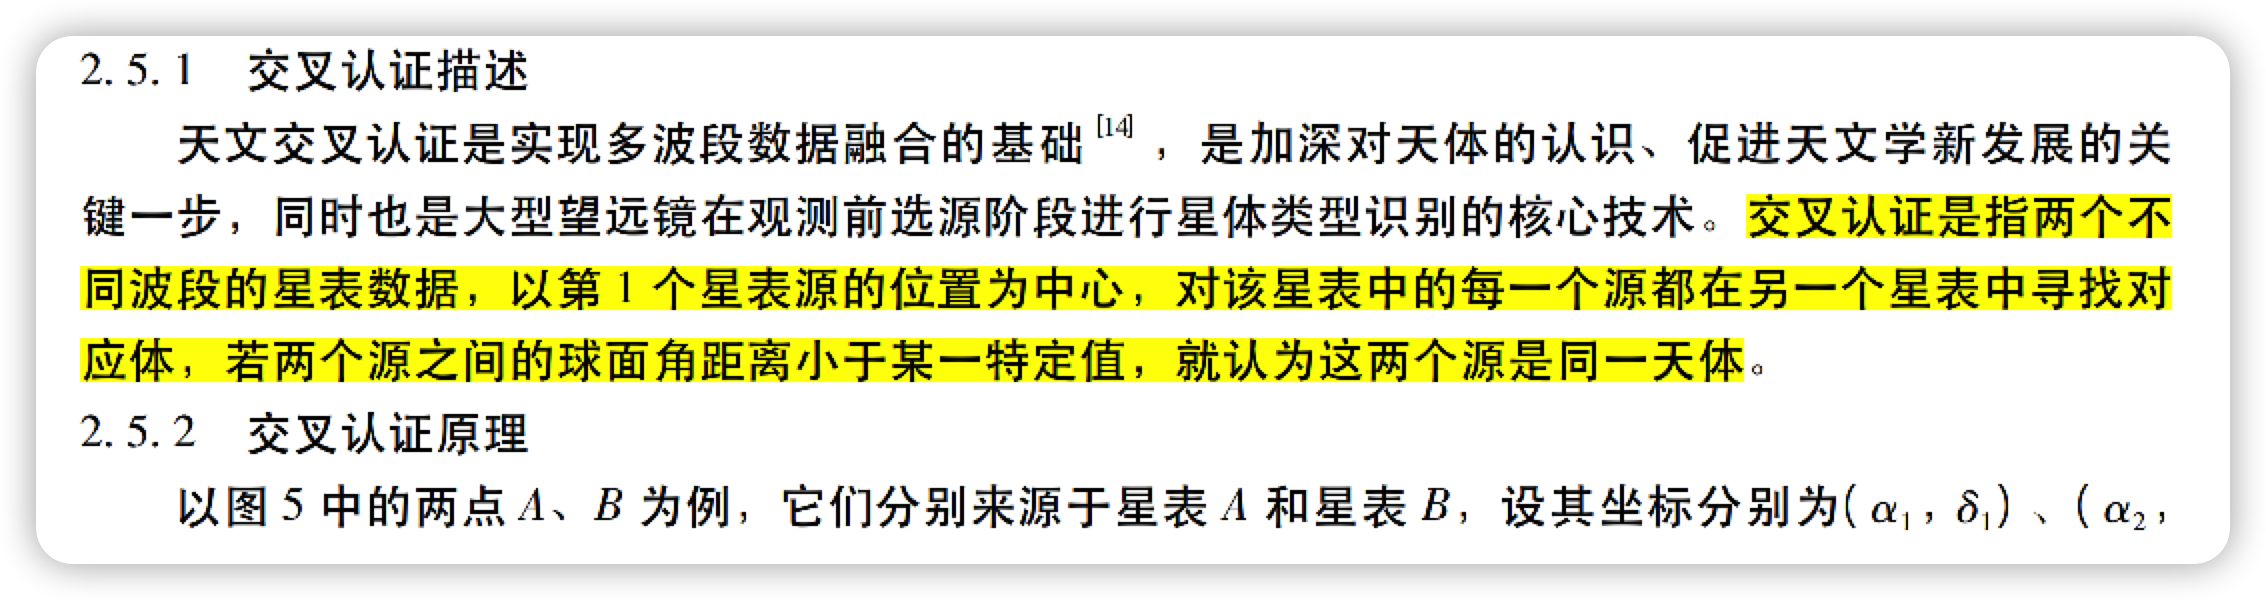 2.5.1 交叉认证描述
天文交叉认证是实现多波段数据融合的基础[14]，是加深对天体的认识、促进天文学新发展的关
键一步，同时也是大型望远镜在观测前选源阶段进行星体类型识别的核心技术。交叉认证是指两个不
同波段的星表数据，以第 1 个星表源的位置为中心，对该星表中的每一个源都在另一个星表中寻找对
应体，若两个源之间的球面角距离小于某一特定值，就认为这两个源是同一天体。
2.5.2 交叉认证原理
以图 5 中的两点 A、B 为例，它们分别来源于星表 A 和星表 B，设其坐标分别为(α₁，δ₁)、(α₂，